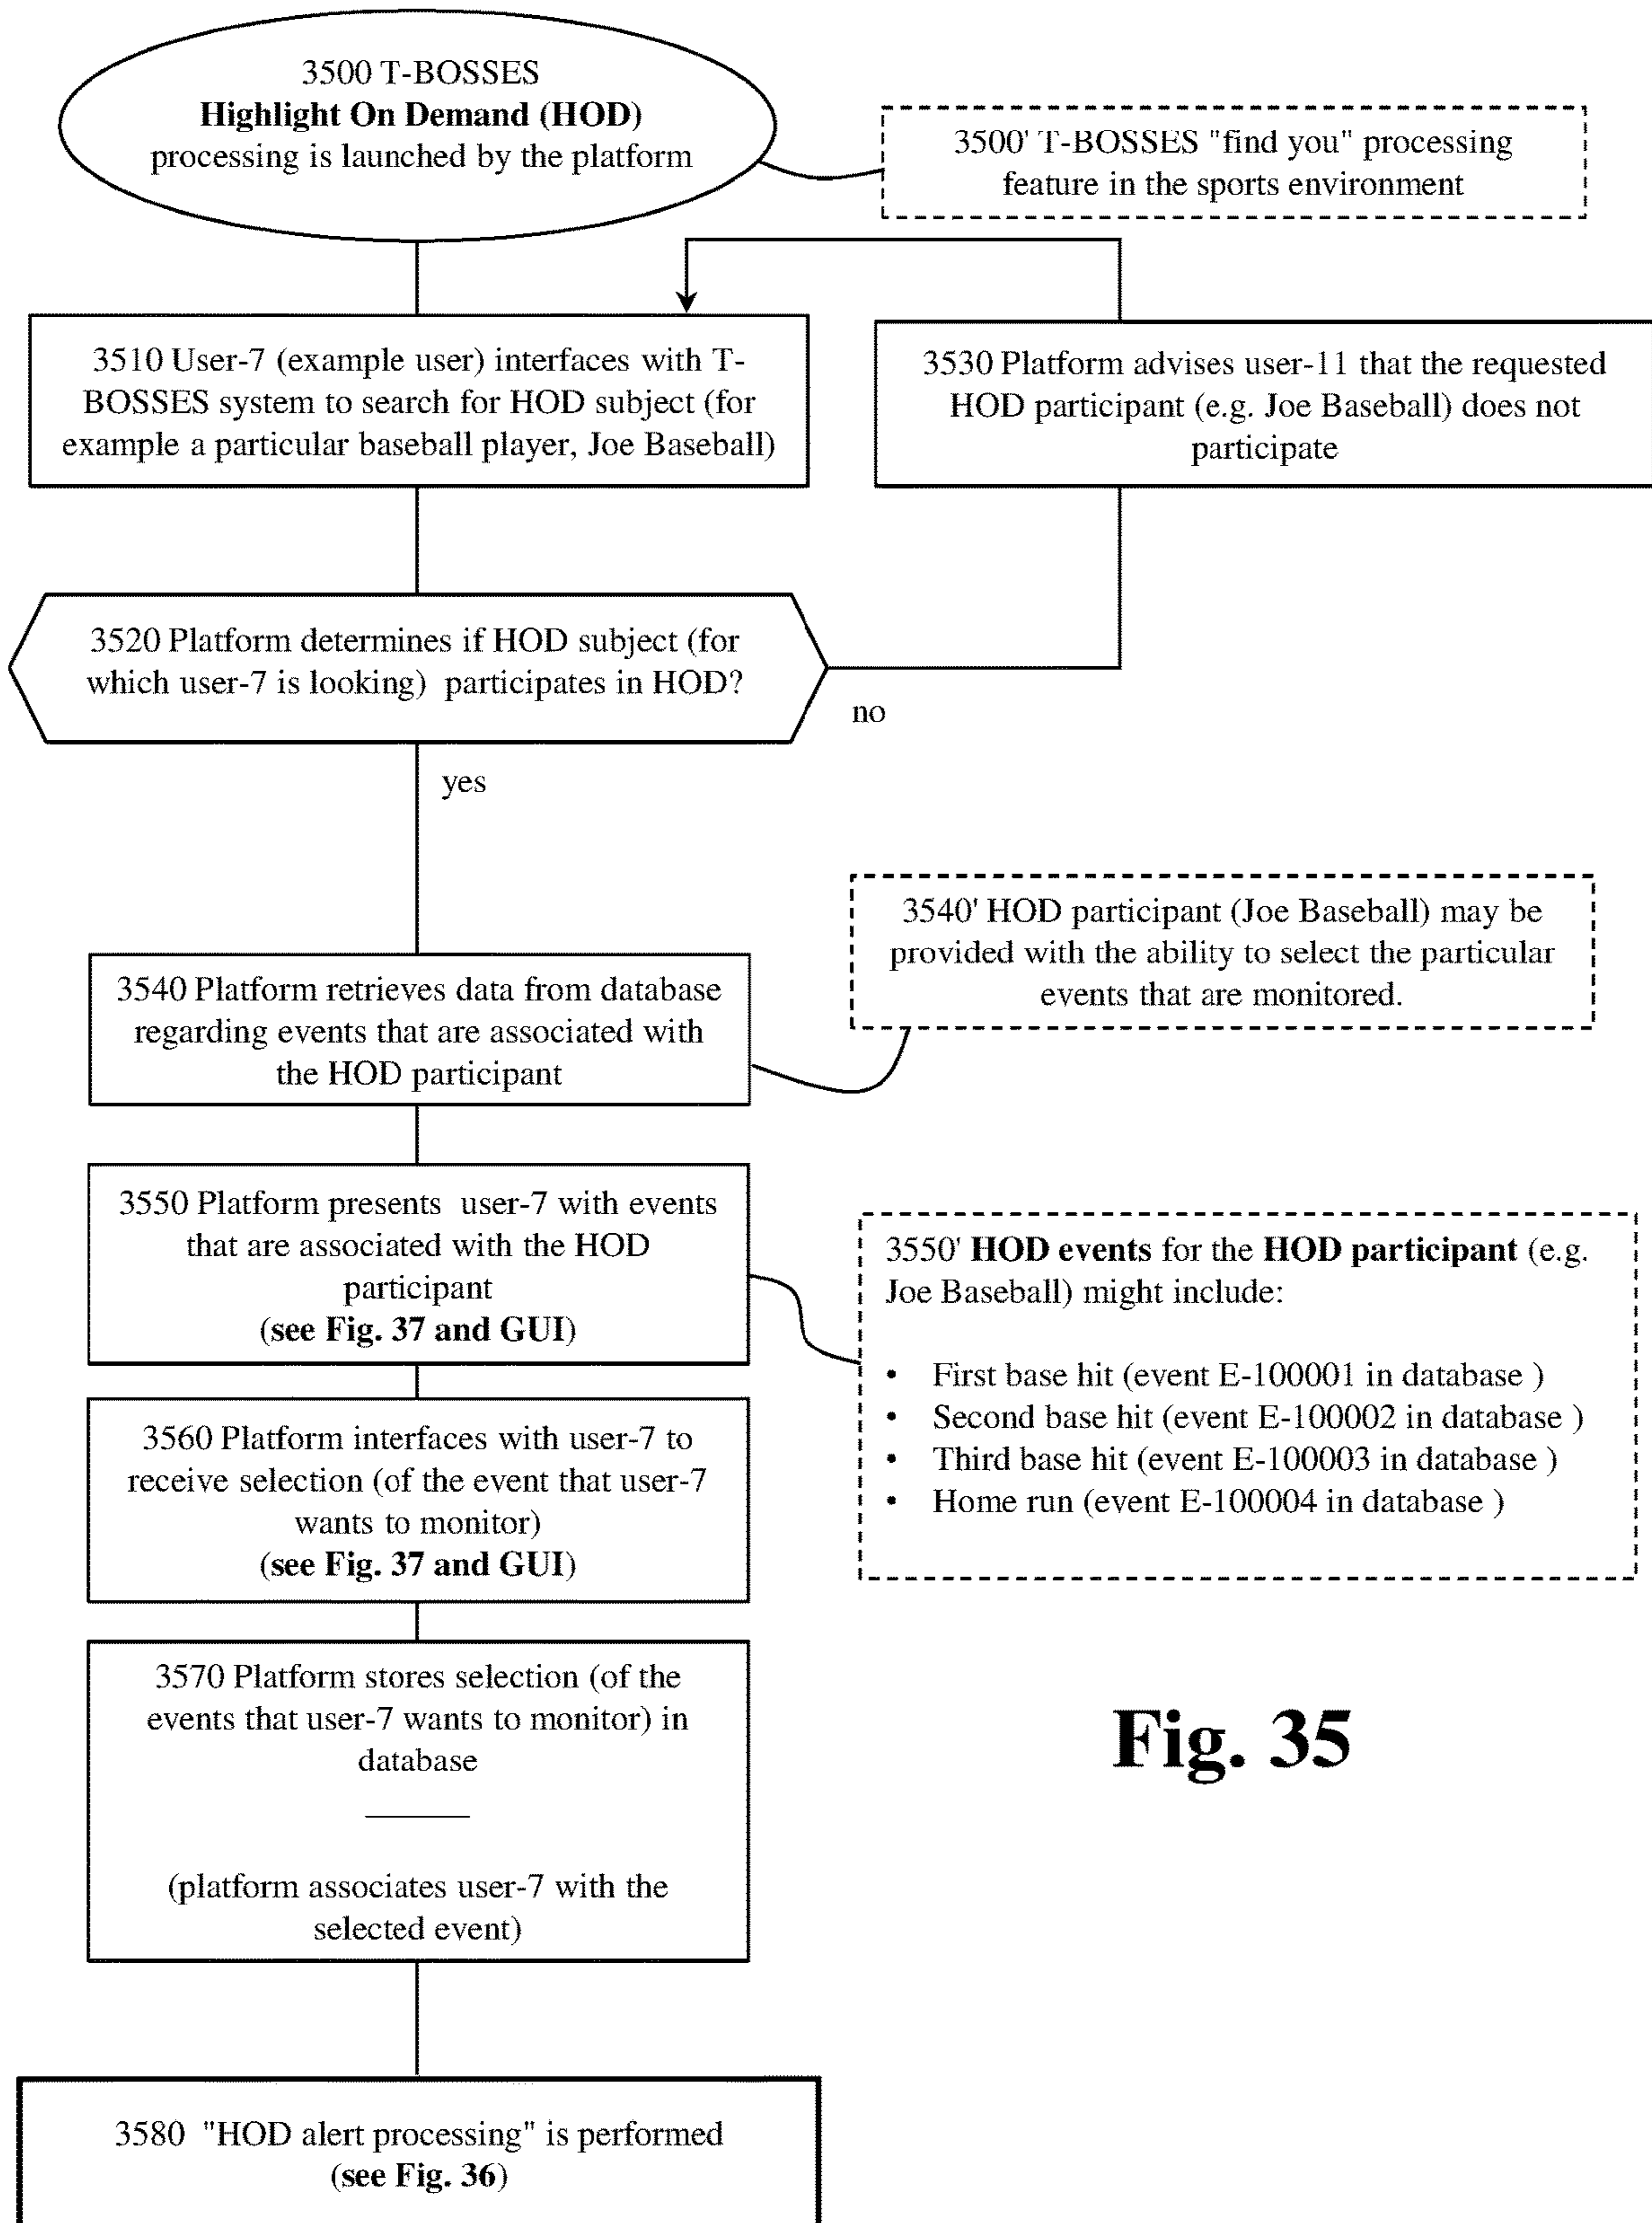 3500 T-BOSSES
Highlight On Demand (HOD)
processing is launched by the platform
3500' T-BOSSES "find you" processing
feature in the sports environment
3510 User-7 (example user) interfaces with T-
BOSSES system to search for HOD subject (for
example a particular baseball player, Joe Baseball)
3530 Platform advises user-11 that the requested
HOD participant (e.g. Joe Baseball) does not
participate
3520 Platform determines if HOD subject (for
which user-7 is looking)  participates in HOD?
no
yes
3540' HOD participant (Joe Baseball) may be
provided with the ability to select the particular
events that are monitored.
3540 Platform retrieves data from database
regarding events that are associated with
the HOD participant
3550 Platform presents  user-7 with events
that are associated with the HOD
participant
(see Fig. 37 and GUI)
3550' HOD events for the HOD participant (e.g.
Joe Baseball) might include:
• First base hit (event E-100001 in database )
• Second base hit (event E-100002 in database )
• Third base hit (event E-100003 in database )
• Home run (event E-100004 in database )
3560 Platform interfaces with user-7 to
receive selection (of the event that user-7
wants to monitor)
(see Fig. 37 and GUI)
3570 Platform stores selection (of the
events that user-7 wants to monitor) in
database
(platform associates user-7 with the
selected event)
Fig. 35
3580  "HOD alert processing" is performed
(see Fig. 36)